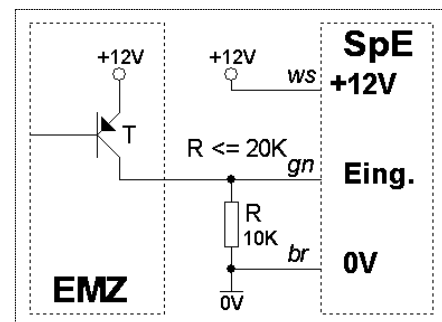 SpE
+12V
+12V
ws
+12V
T
R <= 20K
gn
Eing.
R
10K
br
0V
EMZ
0V